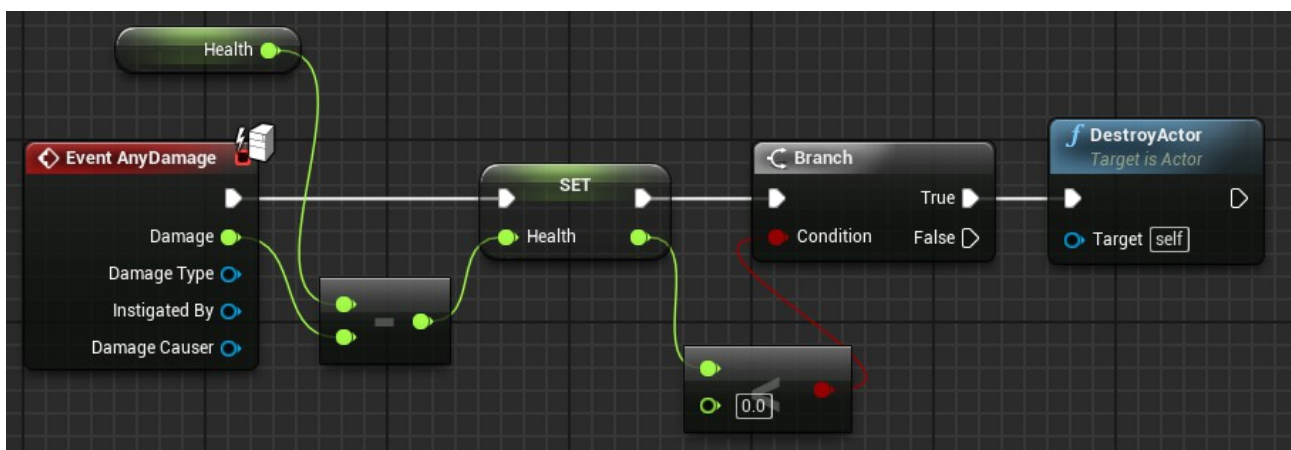 Health
Event AnyDamage
Damage
Damage Type
Instigated By
Damage Causer
-
SET
Health
Branch
True
Condition
False
f DestroyActor
Target is Actor
Target self
<
0.0